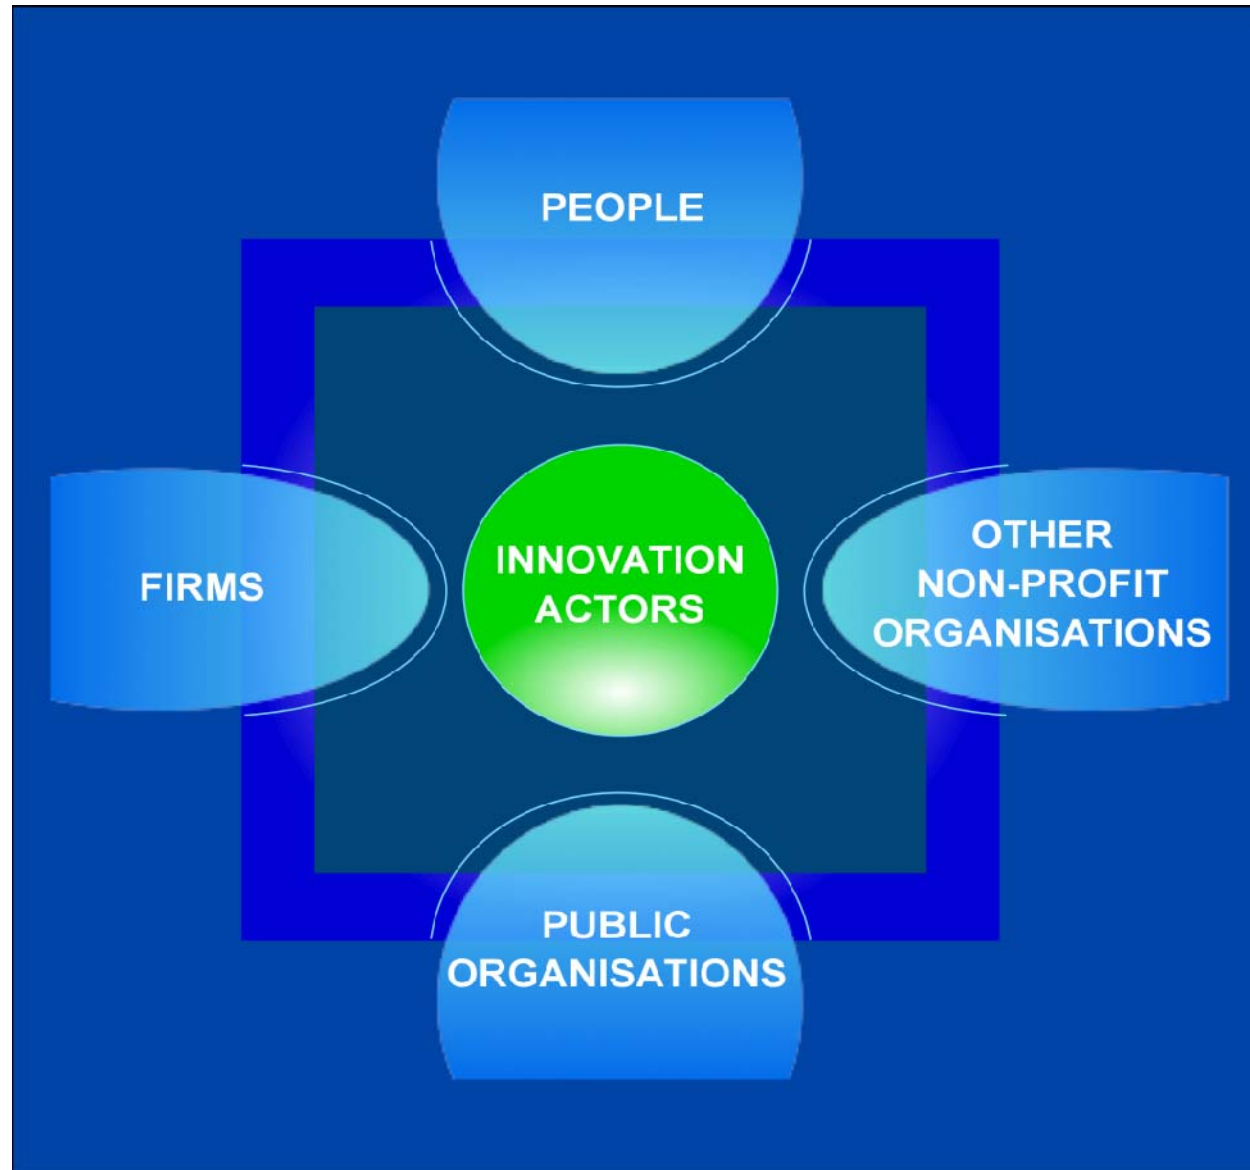 PEOPLE
FIRMS
INNOVATION
ACTORS
OTHER
NON-PROFIT
ORGANISATIONS
PUBLIC
ORGANISATIONS